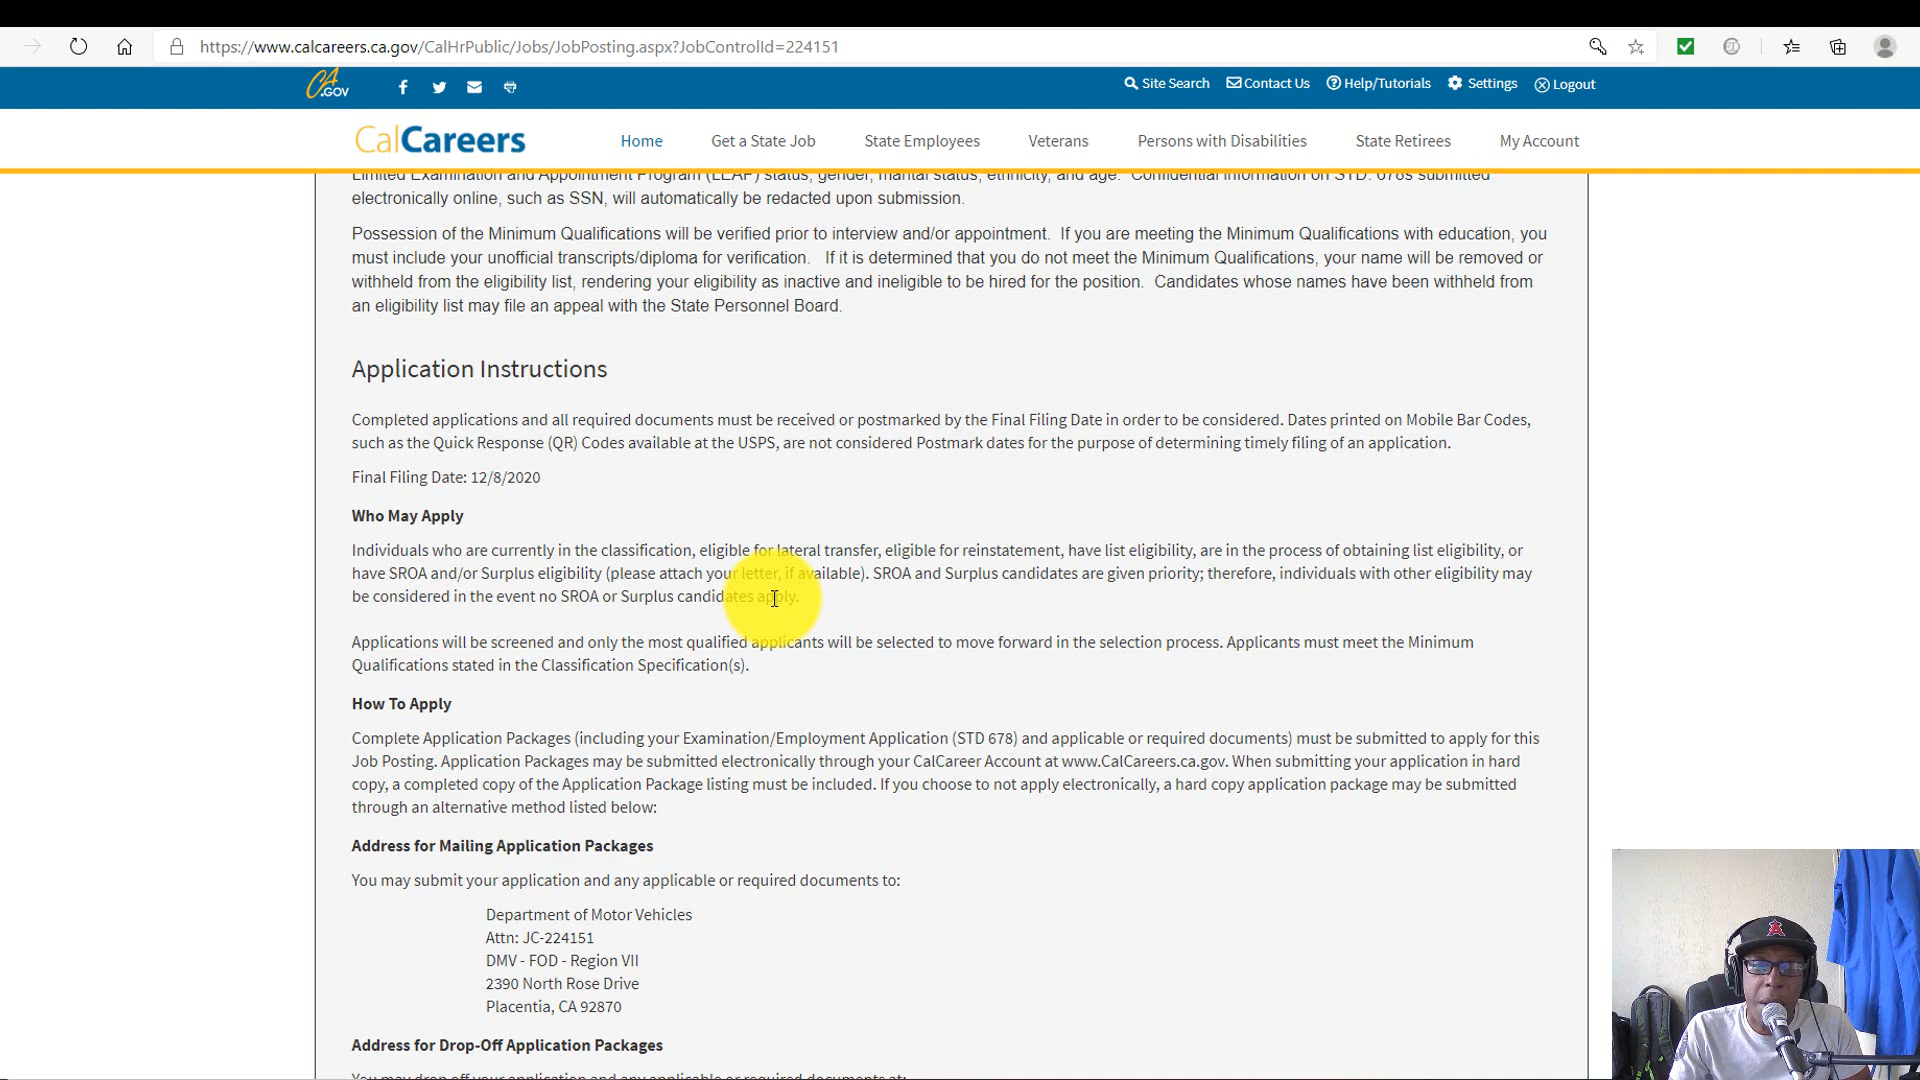 https://www.calcareers.ca.gov/CalHrPublic/Jobs/JobPosting.aspx?JobControlId=224151
CA.GOV
Site Search
Contact Us
Help/Tutorials
Settings
Logout
CalCareers
Home
Get a State Job
State Employees
Veterans
Persons with Disabilities
State Retirees
My Account
Limited Examination and Appointment Program (LEAP) status, gender, marital status, ethnicity, and age. Confidential information on STD. 678s submitted
electronically online, such as SSN, will automatically be redacted upon submission.
Possession of the Minimum Qualifications will be verified prior to interview and/or appointment. If you are meeting the Minimum Qualifications with education, you
must include your unofficial transcripts/diploma for verification. If it is determined that you do not meet the Minimum Qualifications, your name will be removed or
withheld from the eligibility list, rendering your eligibility as inactive and ineligible to be hired for the position. Candidates whose names have been withheld from
an eligibility list may file an appeal with the State Personnel Board.
Application Instructions
Completed applications and all required documents must be received or postmarked by the Final Filing Date in order to be considered. Dates printed on Mobile Bar Codes,
such as the Quick Response (QR) Codes available at the USPS, are not considered Postmark dates for the purpose of determining timely filing of an application.
Final Filing Date: 12/8/2020
Who May Apply
Individuals who are currently in the classification, eligible for lateral transfer, eligible for reinstatement, have list eligibility, are in the process of obtaining list eligibility, or
have SROA and/or Surplus eligibility (please attach your letter, if available). SROA and Surplus candidates are given priority; therefore, individuals with other eligibility may
be considered in the event no SROA or Surplus candidates apply.
Applications will be screened and only the most qualified applicants will be selected to move forward in the selection process. Applicants must meet the Minimum
Qualifications stated in the Classification Specification(s).
How To Apply
Complete Application Packages (including your Examination/Employment Application (STD 678) and applicable or required documents) must be submitted to apply for this
Job Posting. Application Packages may be submitted electronically through your CalCareer Account at www.CalCareers.ca.gov. When submitting your application in hard
copy, a completed copy of the Application Package listing must be included. If you choose to not apply electronically, a hard copy application package may be submitted
through an alternative method listed below:
Address for Mailing Application Packages
You may submit your application and any applicable or required documents to:
Department of Motor Vehicles
Attn: JC-224151
DMV - FOD - Region VII
2390 North Rose Drive
Placentia, CA 92870
Address for Drop-Off Application Packages
You may drop off your application and any applicable or required documents at:
A